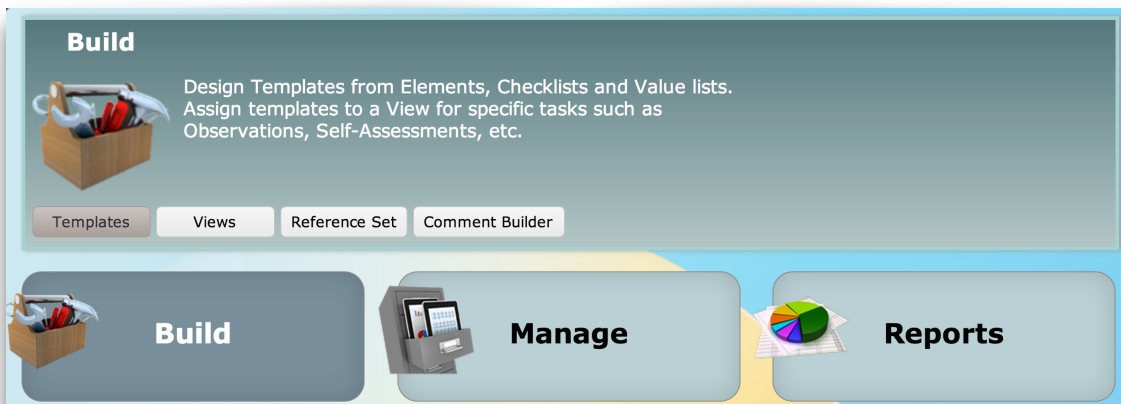 Build
Design Templates from Elements, Checklists and Value lists.
Assign templates to a View for specific tasks such as
Observations, Self-Assessments, etc.
Templates Views Reference Set Comment Builder
Build Manage Reports